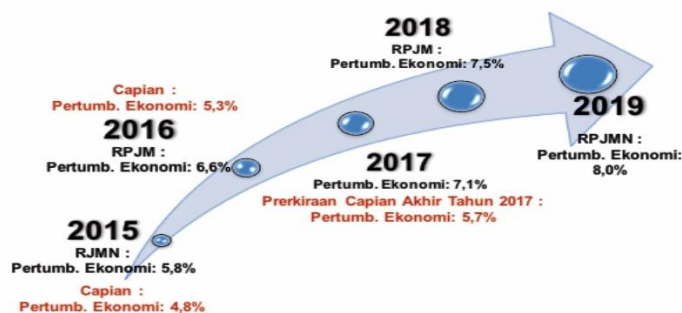 2018
RPJM :
Pertumb. Ekonomi: 7,5%
Capian :
Pertumb. Ekonomi: 5,3%
2016
RPJM :
Pertumb. Ekonomi: 6,6%
2019
RPJMN :
Pertumb. Ekonomi:
8,0%
2017
Pertumb. Ekonomi: 7,1%
Prerkiraan Capian Akhir Tahun 2017 :
Pertumb. Ekonomi: 5,7%
2015
RJMN :
Pertumb. Ekonomi: 5,8%
Capian :
Pertumb. Ekonomi: 4,8%